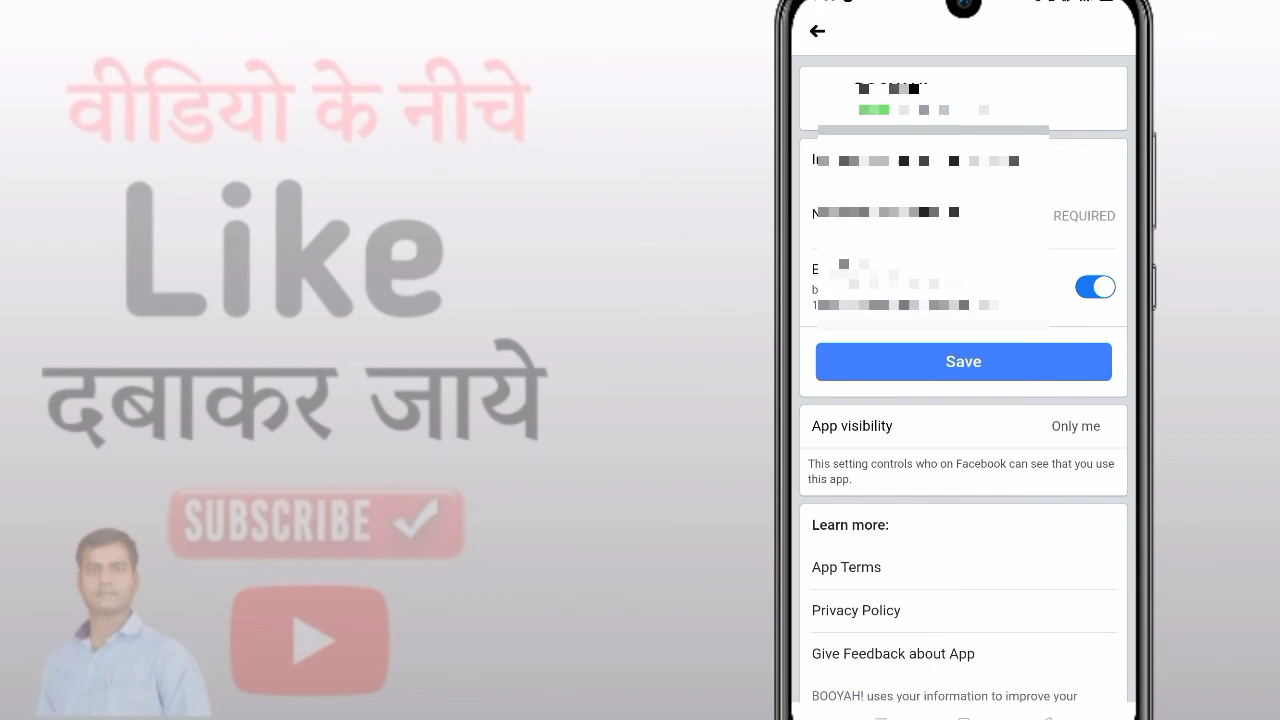 वीडियो के नीचे
Like
दबाकर जाये
SUBSCRIBE
REQUIRED
Save
App visibility
Only me
This setting controls who on Facebook can see that you use
this app.
Learn more:
App Terms
Privacy Policy
Give Feedback about App
BOOYAH! uses your information to improve your